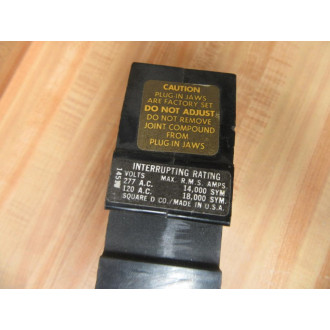 CAUTION
PLUG IN JAWS
ARE FACTORY SET
DO NOT ADJUST
DO NOT REMOVE
JOINT COMPOUND
FROM
PLUG IN JAWS
INTERRUPTING RATING
VOLTS MAX. R.M.S. AMPS.
277 A.C. 14,000 SYM
120 A.C. 18,000 SYM.
SQUARE D CO./MADE IN U.S.A.